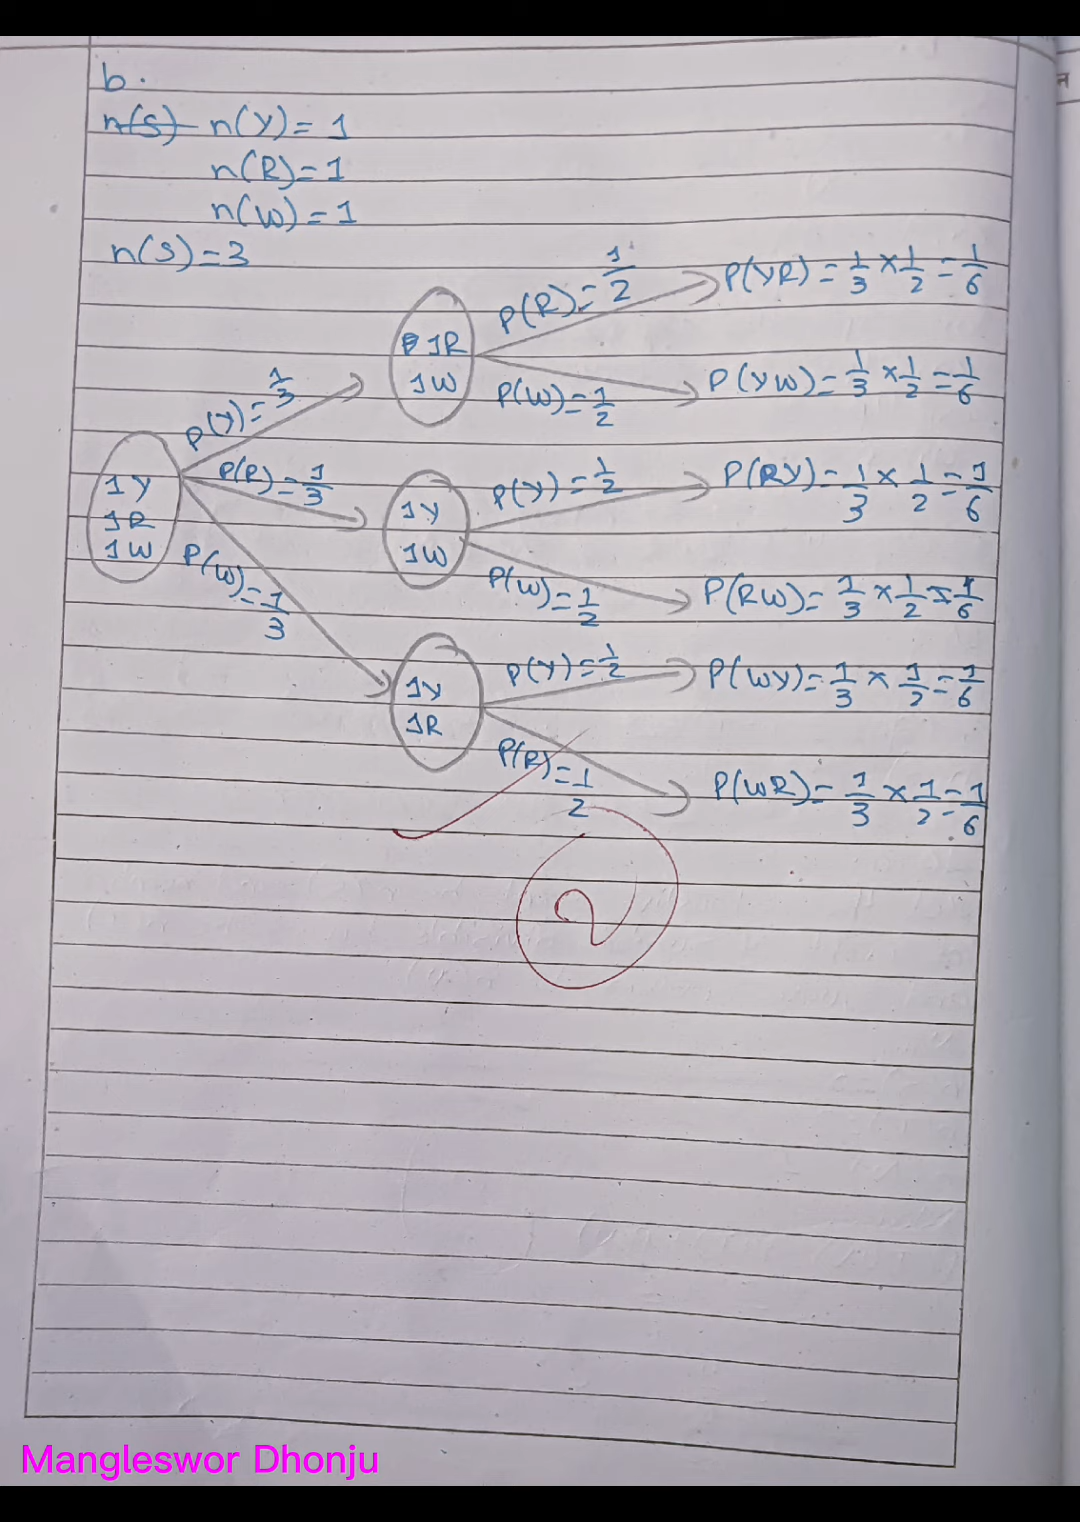 b.
n(S) n(Y) = 1
n(R) = 1
n(W) = 1
n(S) = 3
P(R) = 1/2
P(YR) = 1/3 × 1/2 = 1/6
1R
1W
P(W) = 1/2
P(YW) = 1/3 × 1/2 = 1/6
P(Y) = 1/3
P(R) = 1/3
P(W) = 1/3
1Y
1R
1W
1Y
1W
P(Y) = 1/2
P(RY) = 1/3 × 1/2 = 1/6
P(W) = 1/2
P(RW) = 1/3 × 1/2 = 1/6
1Y
1R
P(Y) = 1/2
P(WY) = 1/3 × 1/2 = 1/6
P(R) = 1/2
P(WR) = 1/3 × 1/2 = 1/6
Mangleswor Dhonju